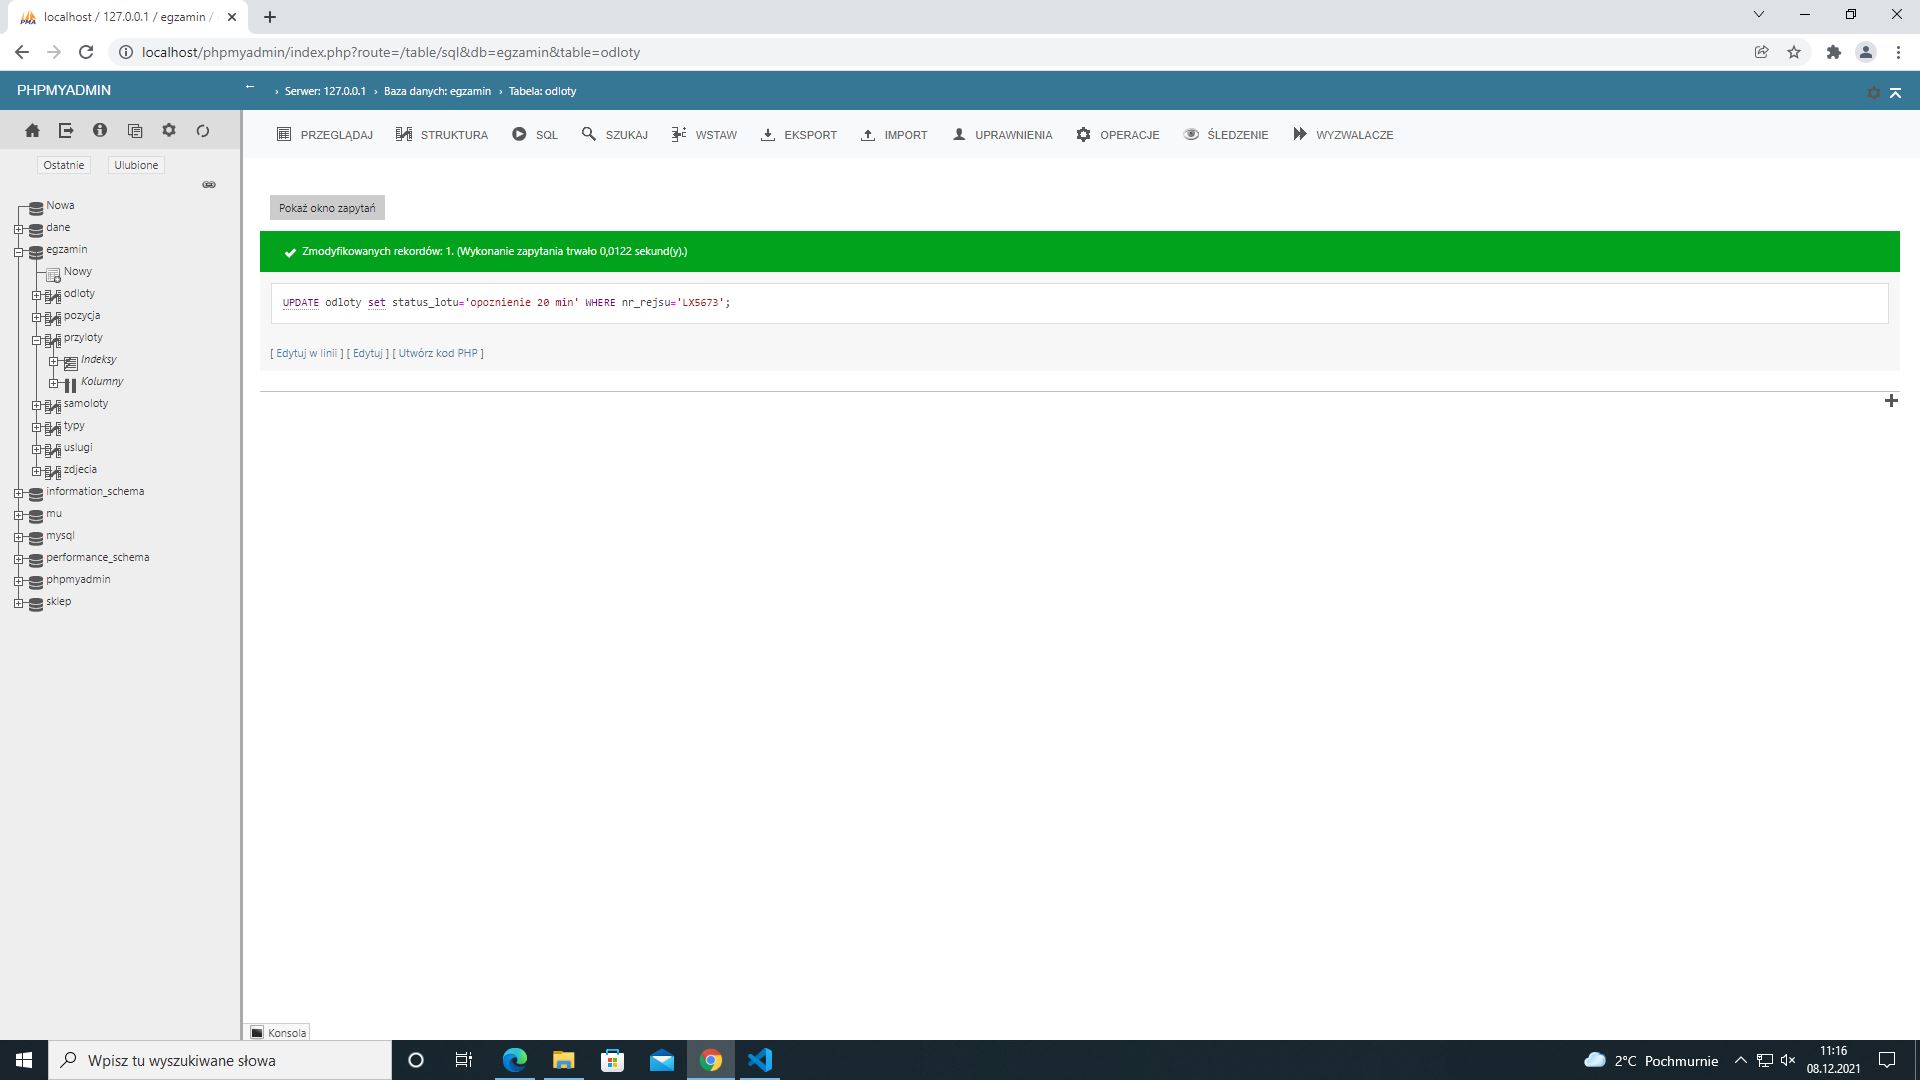 localhost / 127.0.0.1 / egzamin /
localhost/phpmyadmin/index.php?route=/table/sql&db=egzamin&table=odloty
PHPMYADMIN
← › Serwer: 127.0.0.1 › Baza danych: egzamin › Tabela: odloty
PRZEGLĄDAJ STRUKTURA SQL SZUKAJ WSTAW EKSPORT IMPORT UPRAWNIENIA OPERACJE ŚLEDZENIE WYZWALACZE
Ostatnie Ulubione
Nowa
dane
egzamin
Nowy
odloty
pozycja
przyloty
Indeksy
Kolumny
samoloty
typy
uslugi
zdjecia
information_schema
mu
mysql
performance_schema
phpmyadmin
sklep
Pokaż okno zapytań
Zmodyfikowanych rekordów: 1. (Wykonanie zapytania trwało 0,0122 sekund(y).)
UPDATE odloty set status_lotu='opoznienie 20 min' WHERE nr_rejsu='LX5673';
[ Edytuj w linii ] [ Edytuj ] [ Utwórz kod PHP ]
Konsola
Wpisz tu wyszukiwane słowa
2°C Pochmurnie
11:16
08.12.2021